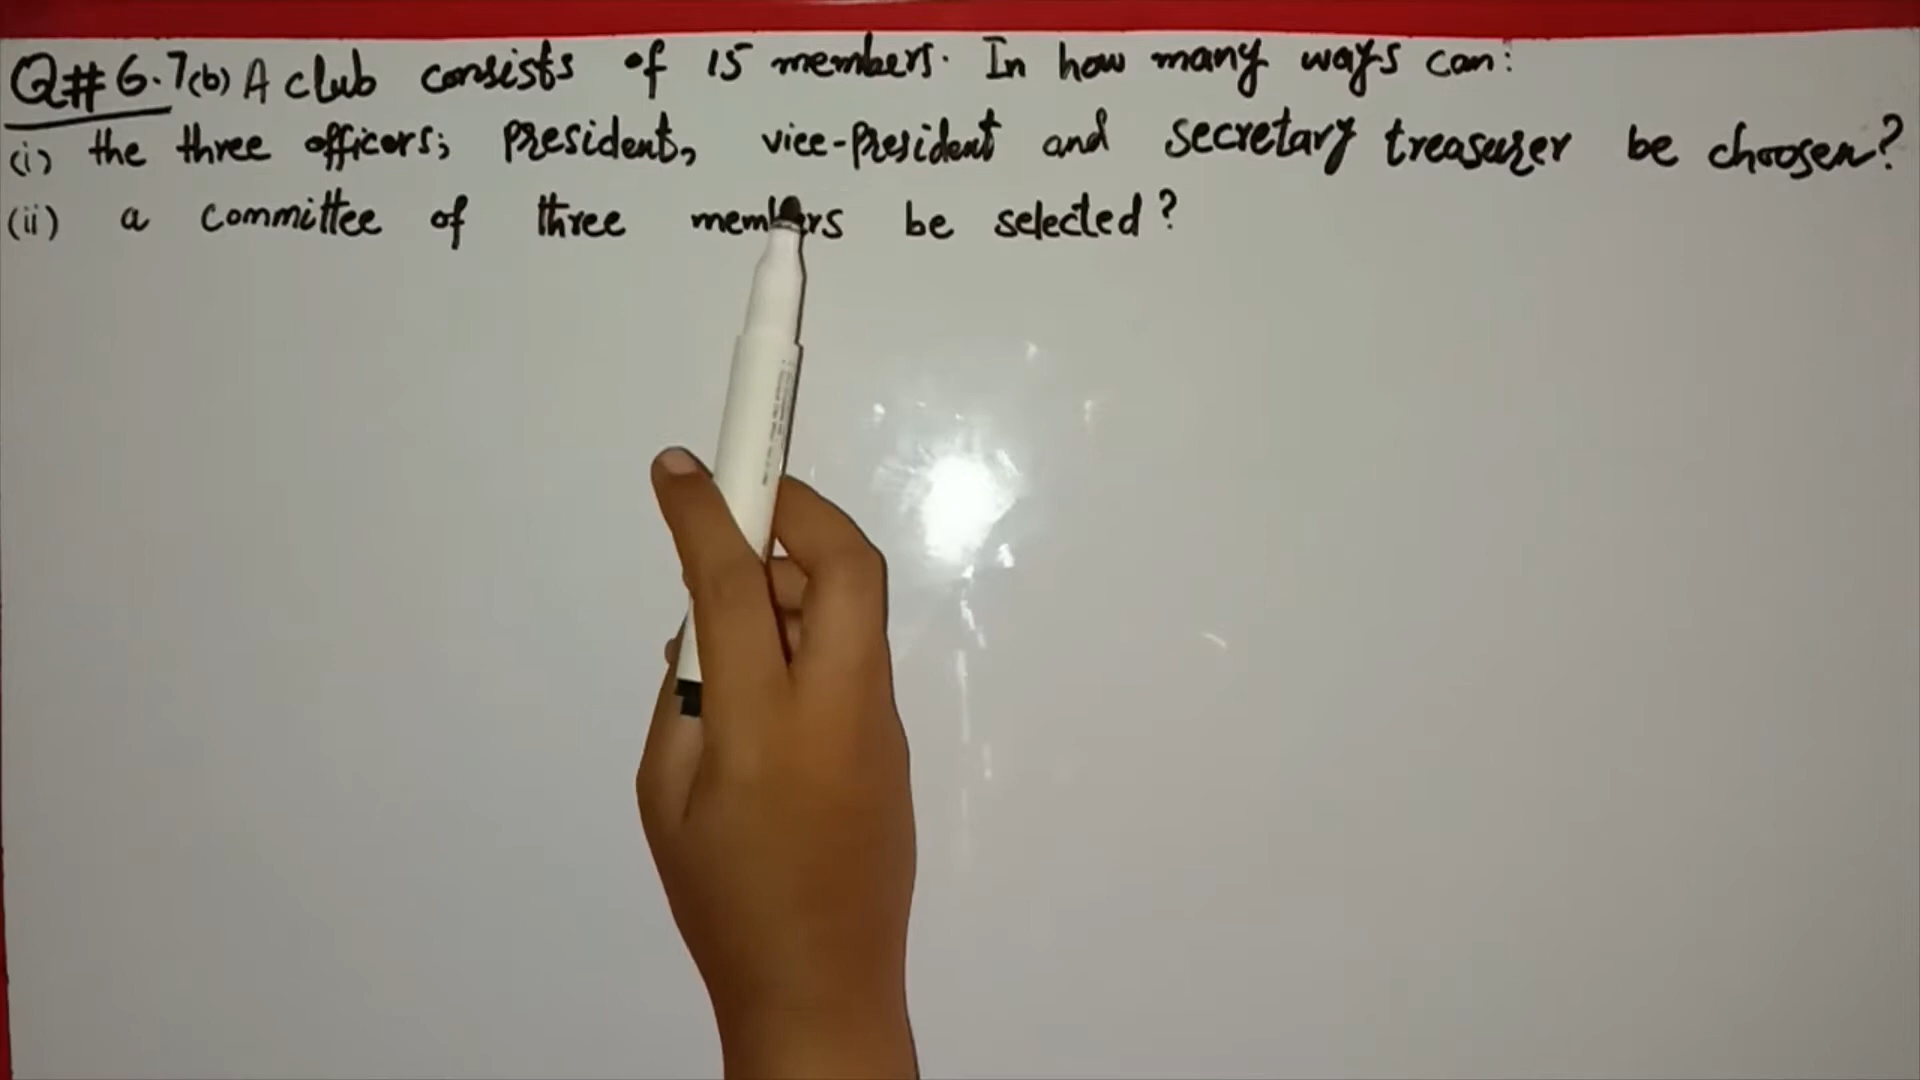 Q#6.7(b) A club consists of 15 members. In how many ways can:
(i) the three officers; president, vice-president and secretary treasurer be choosen?
(ii) a committee of three members be selected?